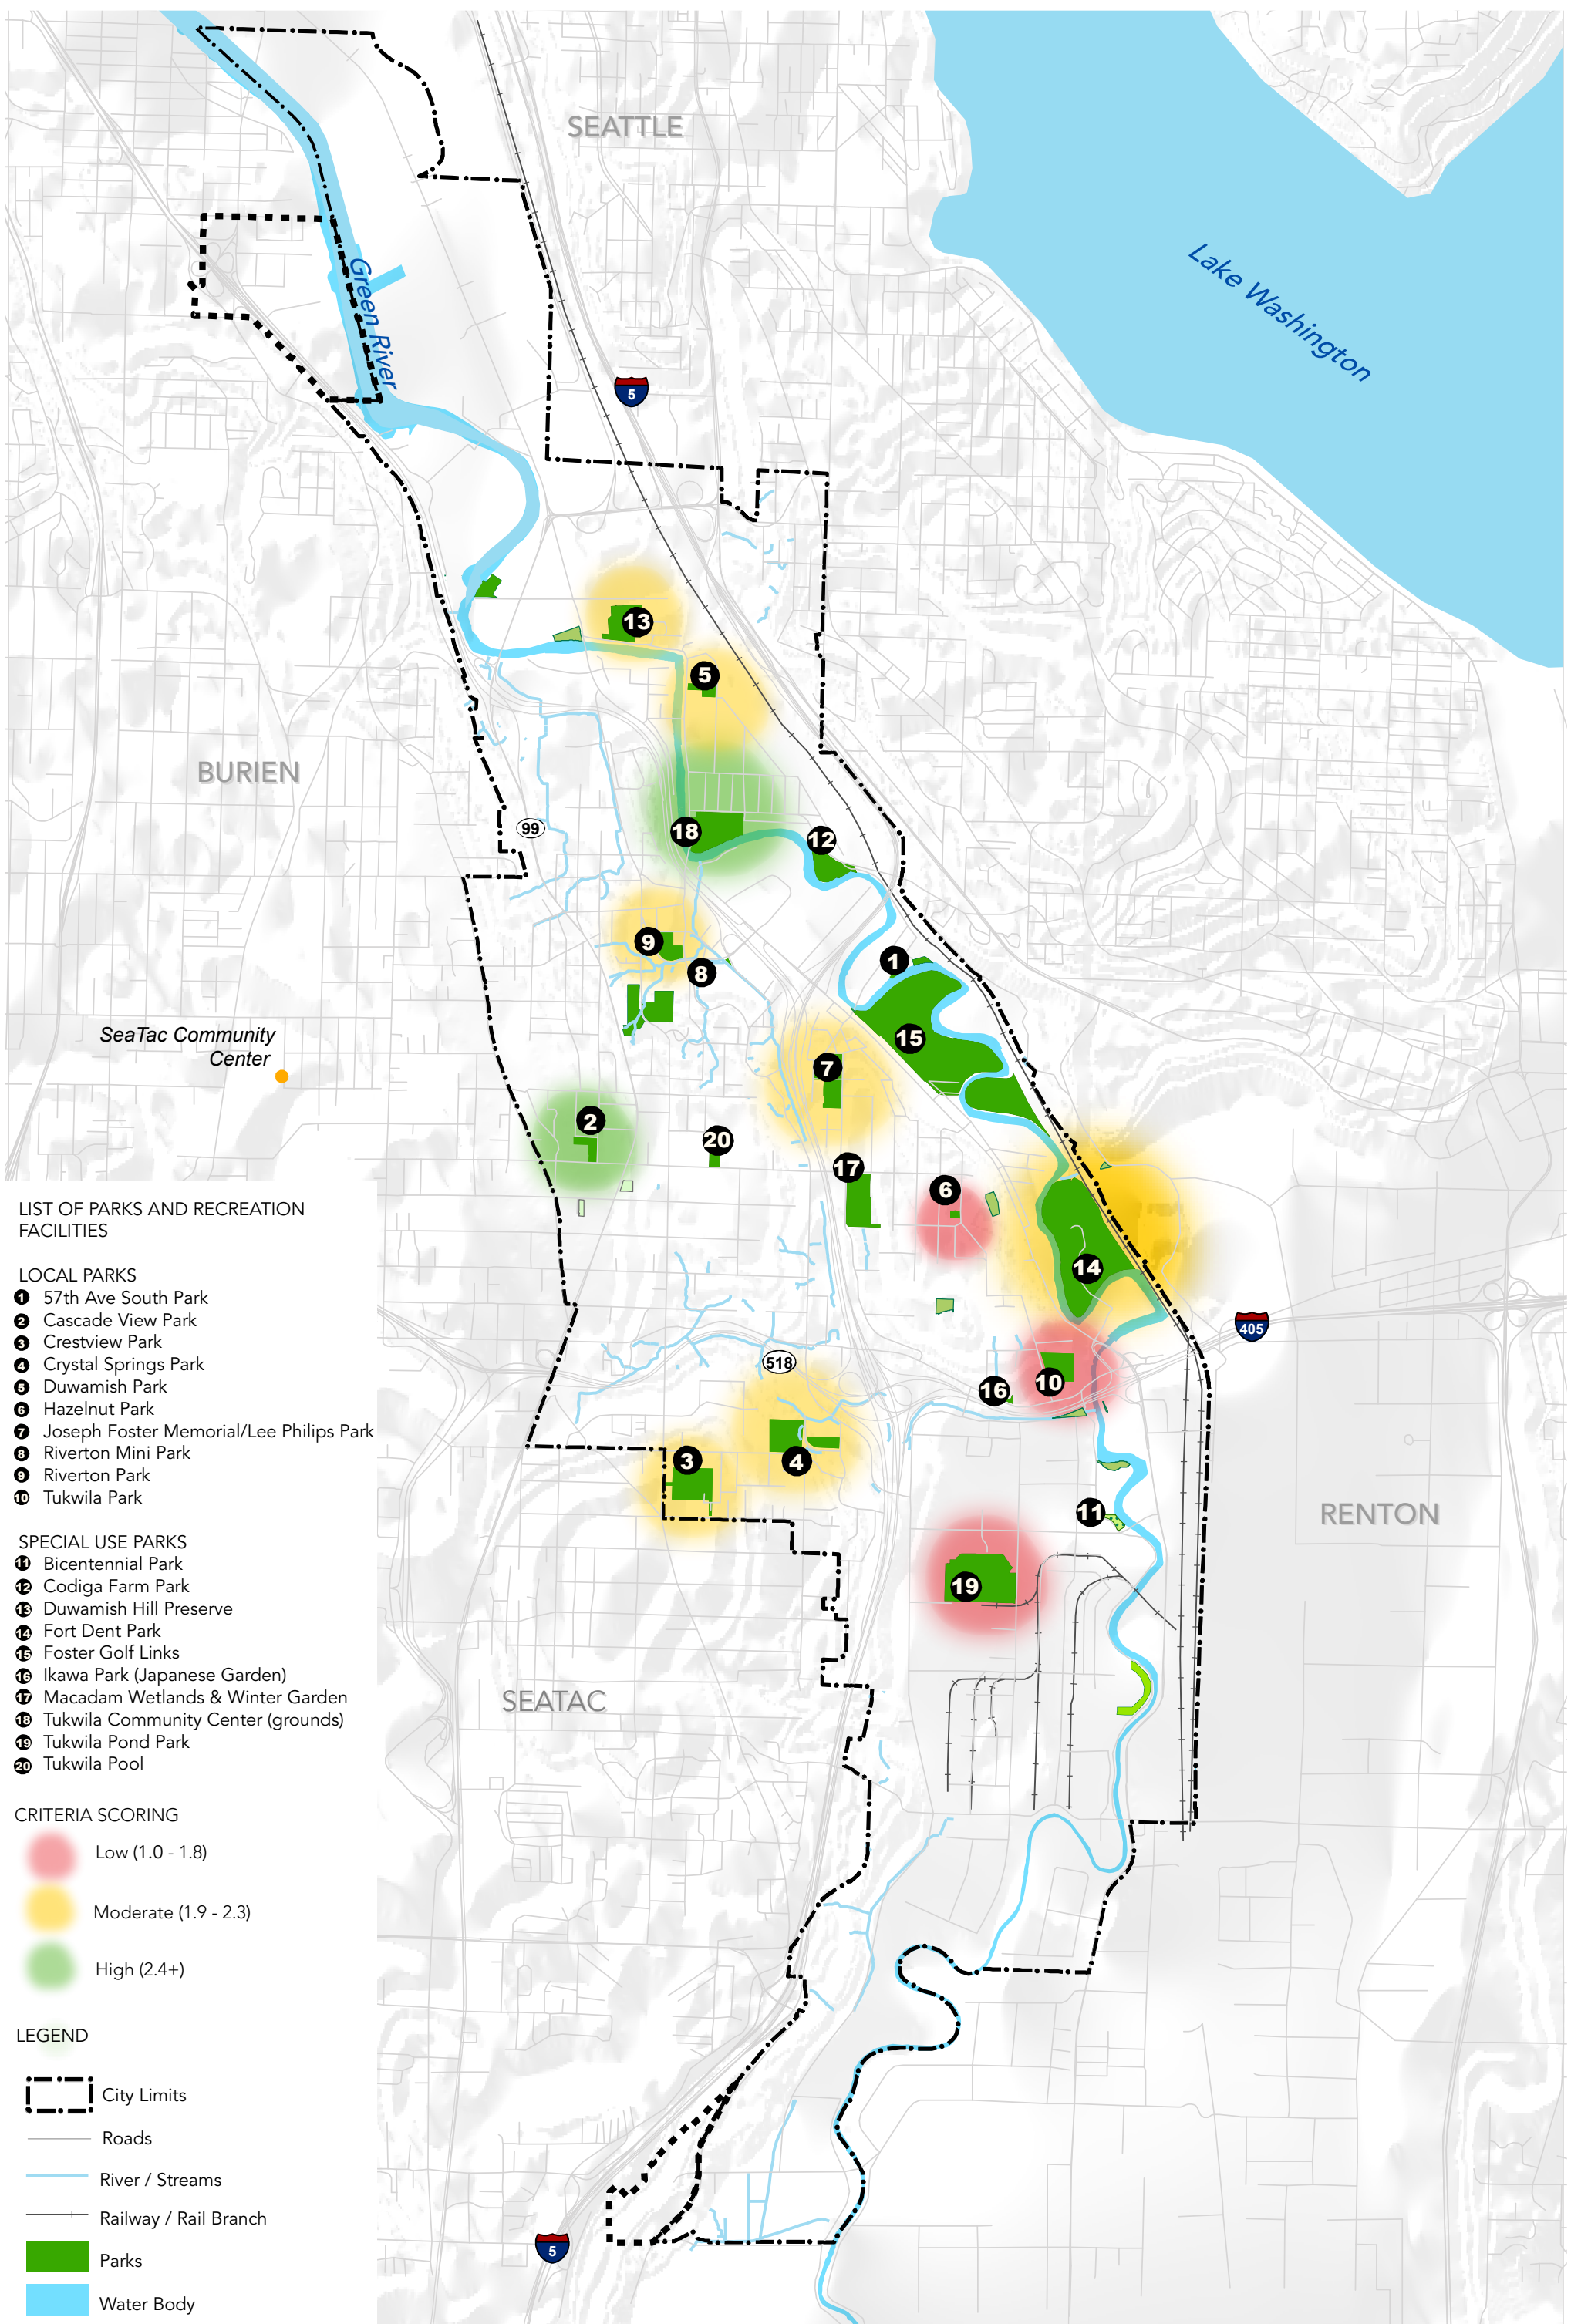 SEATTLE
Lake Washington
Green River
5
13
5
BURIEN
99
18
12
9
8
1
15
SeaTac Community
Center
7
2
20
17
6
14
405
518
16
10
3
4
11
RENTON
19
SEATAC
5
LIST OF PARKS AND RECREATION
FACILITIES
LOCAL PARKS
1 57th Ave South Park
2 Cascade View Park
3 Crestview Park
4 Crystal Springs Park
5 Duwamish Park
6 Hazelnut Park
7 Joseph Foster Memorial/Lee Philips Park
8 Riverton Mini Park
9 Riverton Park
10 Tukwila Park
SPECIAL USE PARKS
11 Bicentennial Park
12 Codiga Farm Park
13 Duwamish Hill Preserve
14 Fort Dent Park
15 Foster Golf Links
16 Ikawa Park (Japanese Garden)
17 Macadam Wetlands & Winter Garden
18 Tukwila Community Center (grounds)
19 Tukwila Pond Park
20 Tukwila Pool
CRITERIA SCORING
Low (1.0 - 1.8)
Moderate (1.9 - 2.3)
High (2.4+)
LEGEND
City Limits
Roads
River / Streams
Railway / Rail Branch
Parks
Water Body